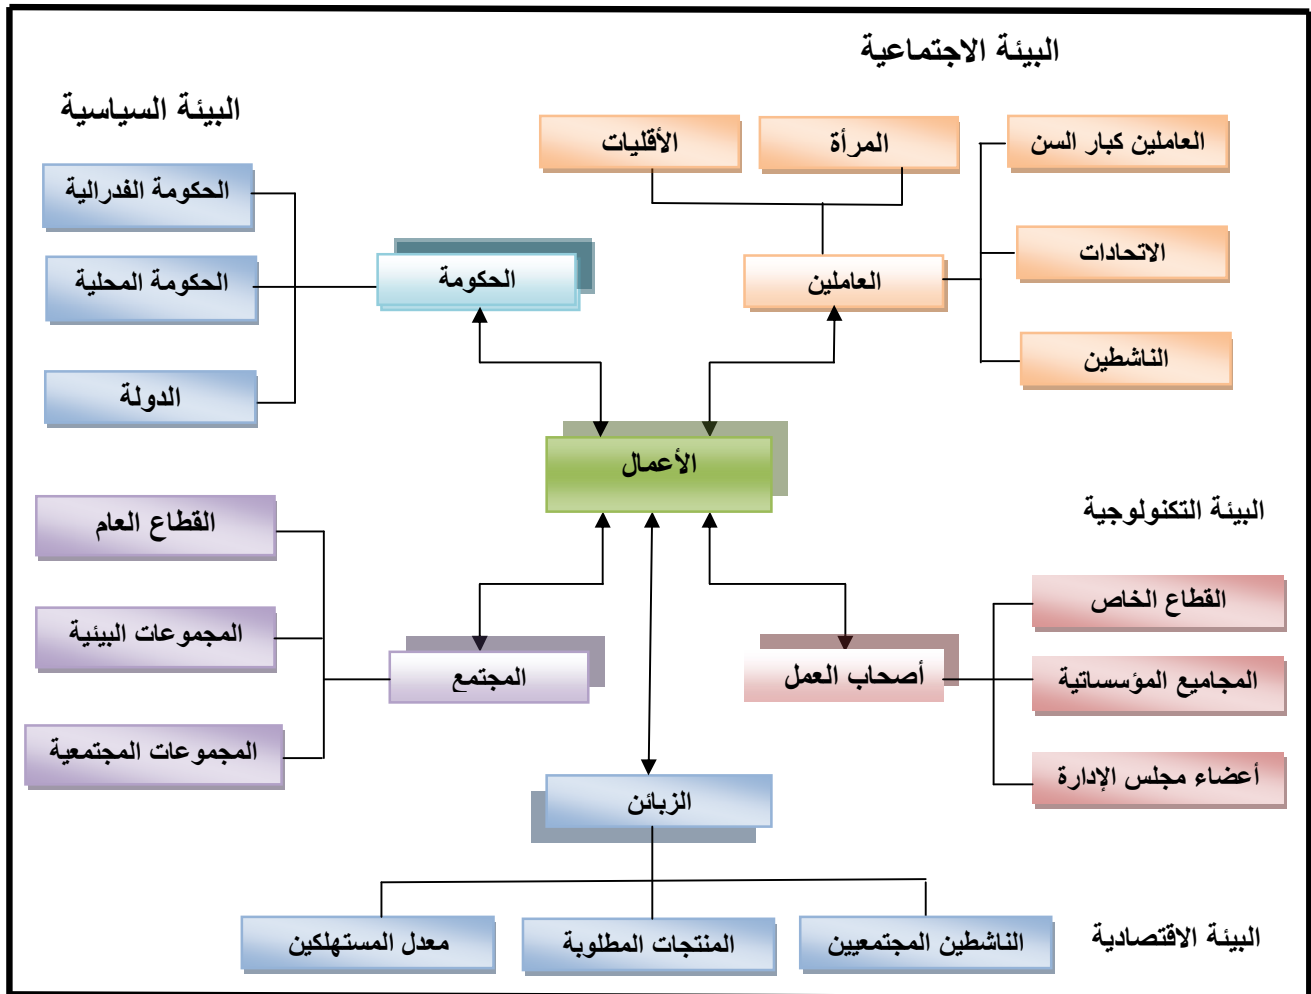 البيئة الاجتماعية
البيئة السياسية
العاملين كبار السن
المرأة
الأقليات
الحكومة الفدرالية
الاتحادات
العاملين
الحكومة
الحكومة المحلية
الناشطين
الدولة
الأعمال
البيئة التكنولوجية
القطاع العام
القطاع الخاص
المجموعات البيئية
المجاميع المؤسساتية
أصحاب العمل
المجتمع
المجموعات المجتمعية
أعضاء مجلس الإدارة
الزبائن
البيئة الاقتصادية
الناشطين المجتمعيين
المنتجات المطلوبة
معدل المستهلكين